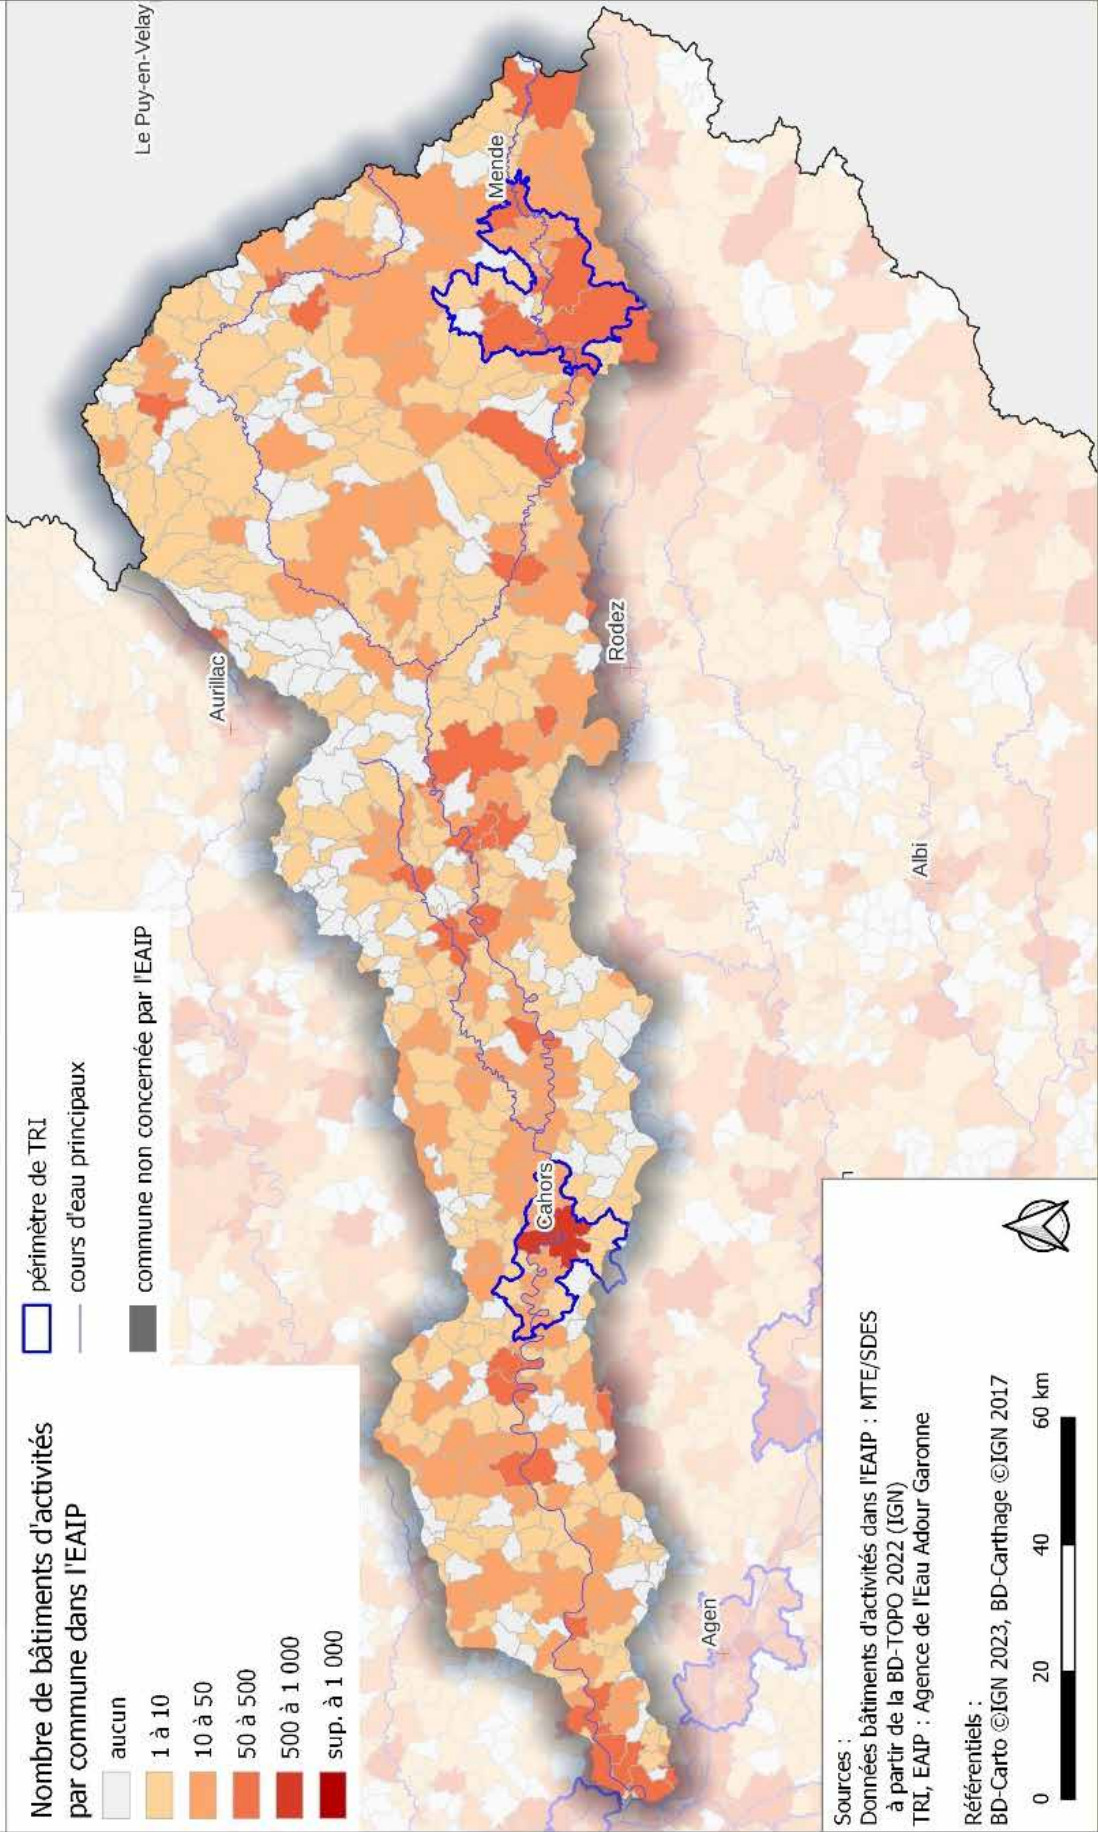 Nombre de bâtiments d'activités
par commune dans l'EAIP
aucun
1 à 10
10 à 50
50 à 500
500 à 1 000
sup. à 1 000
périmètre de TRI
cours d'eau principaux
commune non concernée par l'EAIP
Le Puy-en-Velay
Aurillac
Mende
Rodez
Cahors
Albi
Agen
Sources :
Données bâtiments d'activités dans l'EAIP : MTE/SDES
à partir de la BD-TOPO 2022 (IGN)
TRI, EAIP : Agence de l'Eau Adour Garonne
Référentiels :
BD-Carto ©IGN 2023, BD-Carthage ©IGN 2017
0 20 40 60 km